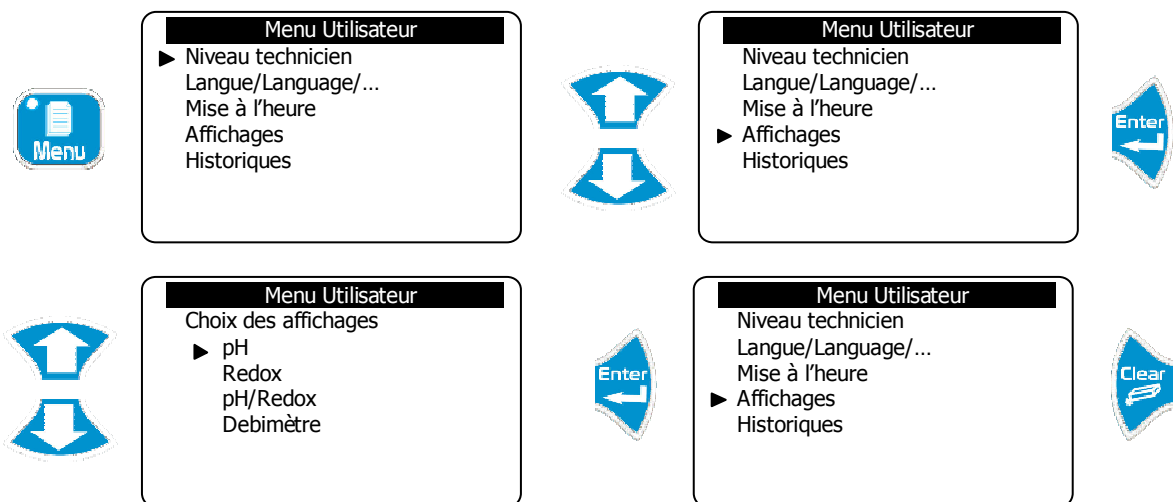 Menu
Menu Utilisateur
Niveau technicien
Langue/Language/…
Mise à l'heure
Affichages
Historiques
Menu Utilisateur
Niveau technicien
Langue/Language/…
Mise à l'heure
Affichages
Historiques
Enter
Menu Utilisateur
Choix des affichages
pH
Redox
pH/Redox
Debimètre
Enter
Menu Utilisateur
Niveau technicien
Langue/Language/…
Mise à l'heure
Affichages
Historiques
Clear